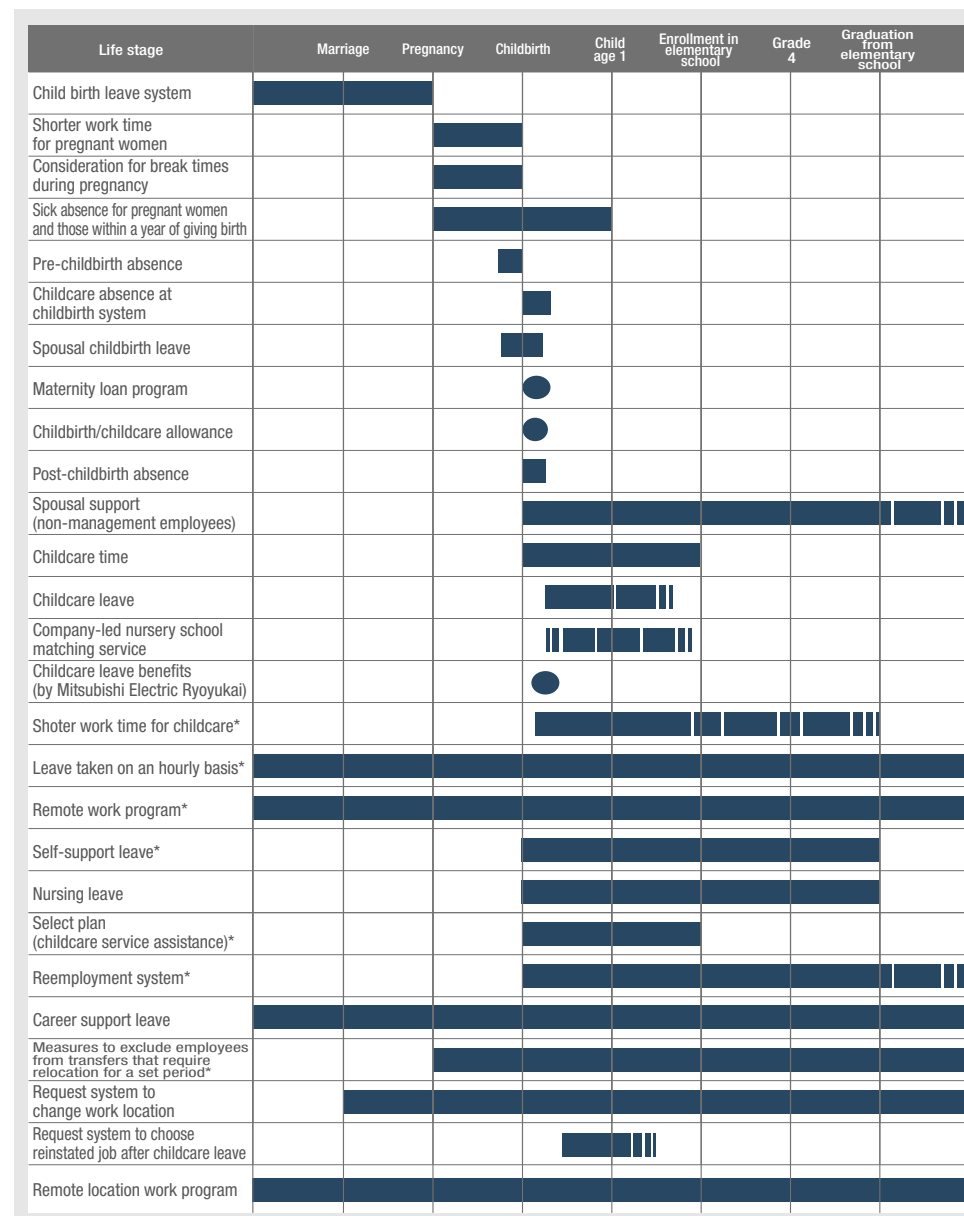 Life stage
Marriage
Pregnancy
Childbirth
Child
age 1
Enrollment in
elementary
school
Grade
4
Graduation
from
elementary
school
Child birth leave system
Shorter work time
for pregnant women
Consideration for break times
during pregnancy
Sick absence for pregnant women
and those within a year of giving birth
Pre-childbirth absence
Childcare absence at
childbirth system
Spousal childbirth leave
Maternity loan program
Childbirth/childcare allowance
Post-childbirth absence
Spousal support
(non-management employees)
Childcare time
Childcare leave
Company-led nursery school
matching service
Childcare leave benefits
(by Mitsubishi Electric Ryoyukai)
Shoter work time for childcare*
Leave taken on an hourly basis*
Remote work program*
Self-support leave*
Nursing leave
Select plan
(childcare service assistance)*
Reemployment system*
Career support leave
Measures to exclude employees
from transfers that require
relocation for a set period*
Request system to
change work location
Request system to choose
reinstated job after childcare leave
Remote location work program